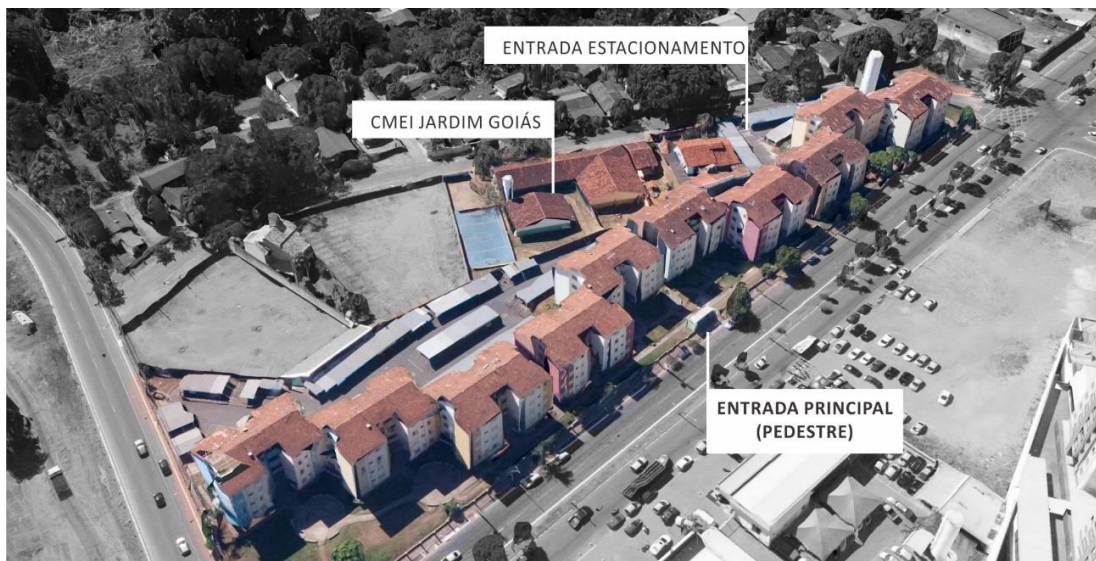 ENTRADA ESTACIONAMENTO
CMEI JARDIM GOIÁS
ENTRADA PRINCIPAL
(PEDESTRE)